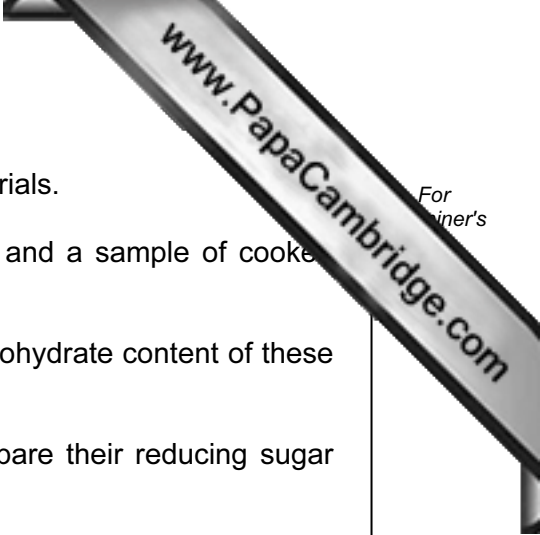 www.PapaCambridge.com
rials.
For
iner's
and a sample of cooke
ohydrate content of these
pare their reducing sugar